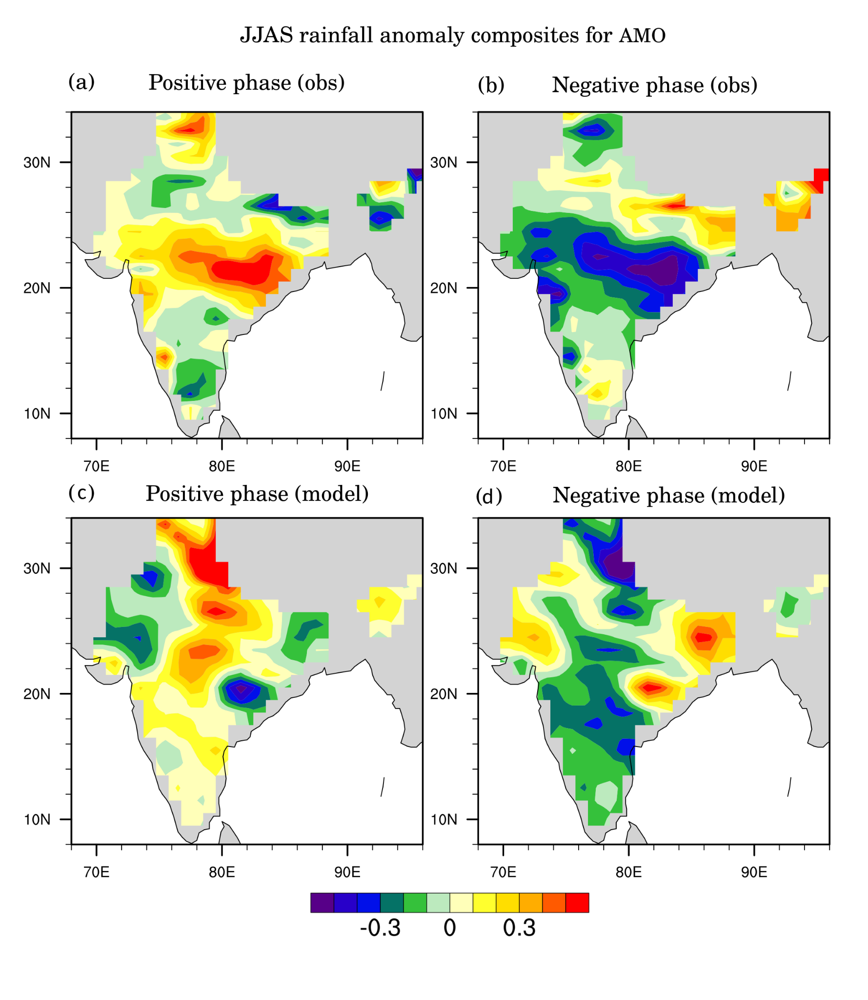 JJAS rainfall anomaly composites for AMO
(a) Positive phase (obs)
(b) Negative phase (obs)
30N
20N
10N
70E 80E 90E
30N
20N
10N
70E 80E 90E
(c) Positive phase (model)
(d) Negative phase (model)
30N
20N
10N
70E 80E 90E
30N
20N
10N
70E 80E 90E
-0.3 0 0.3